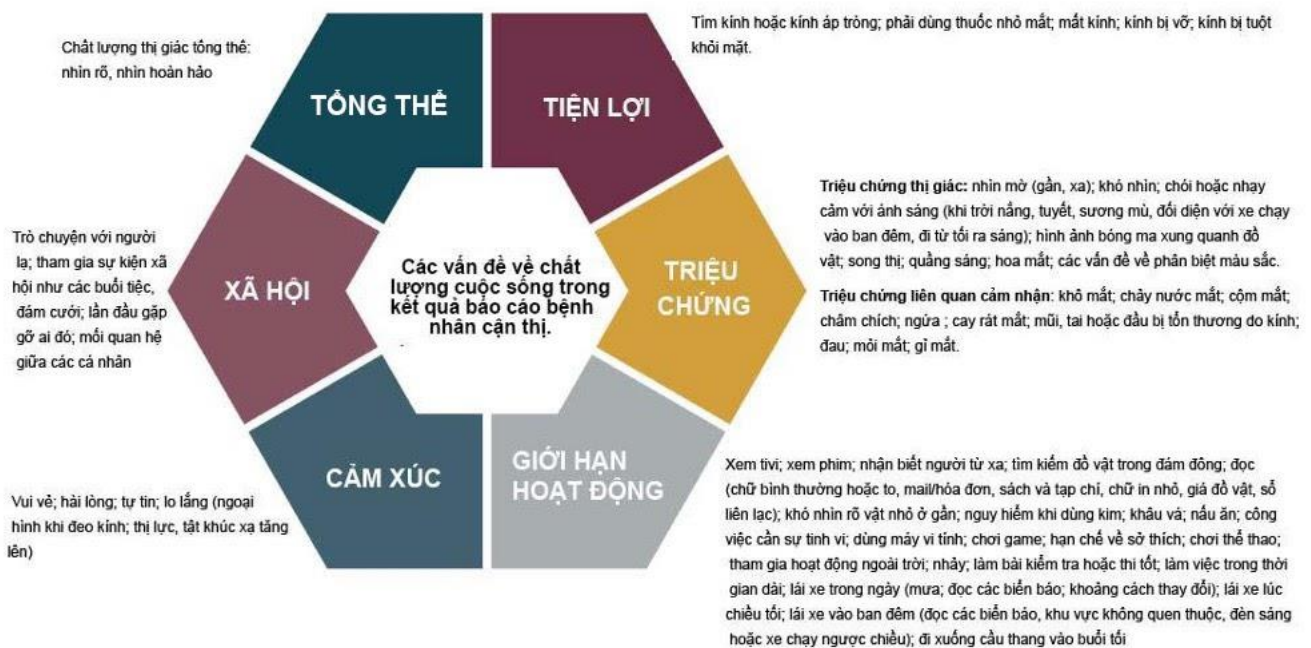 Chất lượng thị giác tổng thể:
nhìn rõ, nhìn hoàn hảo
TỔNG THỂ
Tìm kính hoặc kính áp tròng; phải dùng thuốc nhỏ mắt; mất kính; kính bị vỡ; kính bị tuột
khỏi mặt.
TIỆN LỢI
Triệu chứng thị giác: nhìn mờ (gần, xa); khó nhìn; chói hoặc nhạy
cảm với ánh sáng (khi trời nắng, tuyết, sương mù, đối diện với xe chạy
vào ban đêm, đi từ tối ra sáng); hình ảnh bóng ma xung quanh đồ
vật; song thị; quầng sáng; hoa mắt; các vấn đề về phân biệt màu sắc.
Triệu chứng liên quan cảm nhận: khô mắt; chảy nước mắt; cộm mắt;
châm chích; ngứa ; cay rát mắt; mũi, tai hoặc đầu bị tổn thương do kính;
đau; mỏi mắt; gỉ mắt.
TRIỆU
CHỨNG
Trò chuyện với người
lạ; tham gia sự kiện xã
hội như các buổi tiệc,
đám cưới; lần đầu gặp
gỡ ai đó; mối quan hệ
giữa các cá nhân
XÃ HỘI
Các vấn đề về chất
lượng cuộc sống trong
kết quả báo cáo bệnh
nhân cận thị.
CẢM XÚC
Vui vẻ; hài lòng; tự tin; lo lắng (ngoại
hình khi đeo kính; thị lực, tật khúc xạ tăng
lên)
GIỚI HẠN
HOẠT ĐỘNG
Xem tivi; xem phim; nhận biết người từ xa; tìm kiếm đồ vật trong đám đông; đọc
(chữ bình thường hoặc to, mail/hóa đơn, sách và tạp chí, chữ in nhỏ, giá đồ vật, sổ
liên lạc); khó nhìn rõ vật nhỏ ở gần; nguy hiểm khi dùng kim; khâu vá; nấu ăn; công
việc cần sự tinh vi; dùng máy vi tính; chơi game; hạn chế về sở thích; chơi thể thao;
tham gia hoạt động ngoài trời; nhảy; làm bài kiểm tra hoặc thi tốt; làm việc trong thời
gian dài; lái xe trong ngày (mưa; đọc các biển báo; khoảng cách thay đổi); lái xe lúc
chiều tối; lái xe vào ban đêm (đọc các biển báo, khu vực không quen thuộc, đèn sáng
hoặc xe chạy ngược chiều); đi xuống cầu thang vào buổi tối